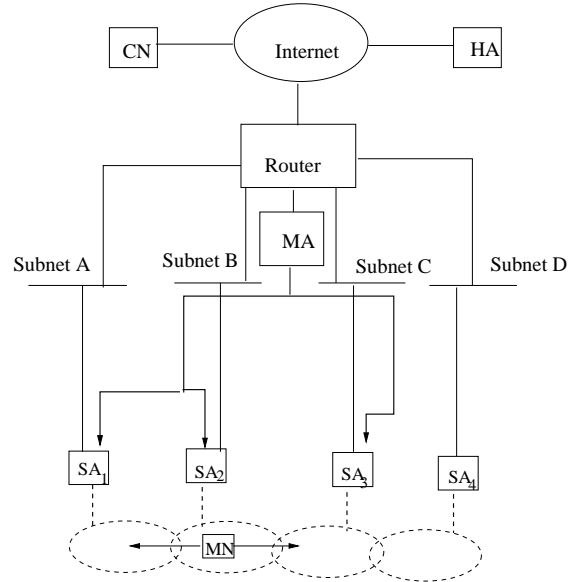 CN
Internet
HA
Router
MA
Subnet A
Subnet B
Subnet C
Subnet D
SA1
SA2
SA3
SA4
MN